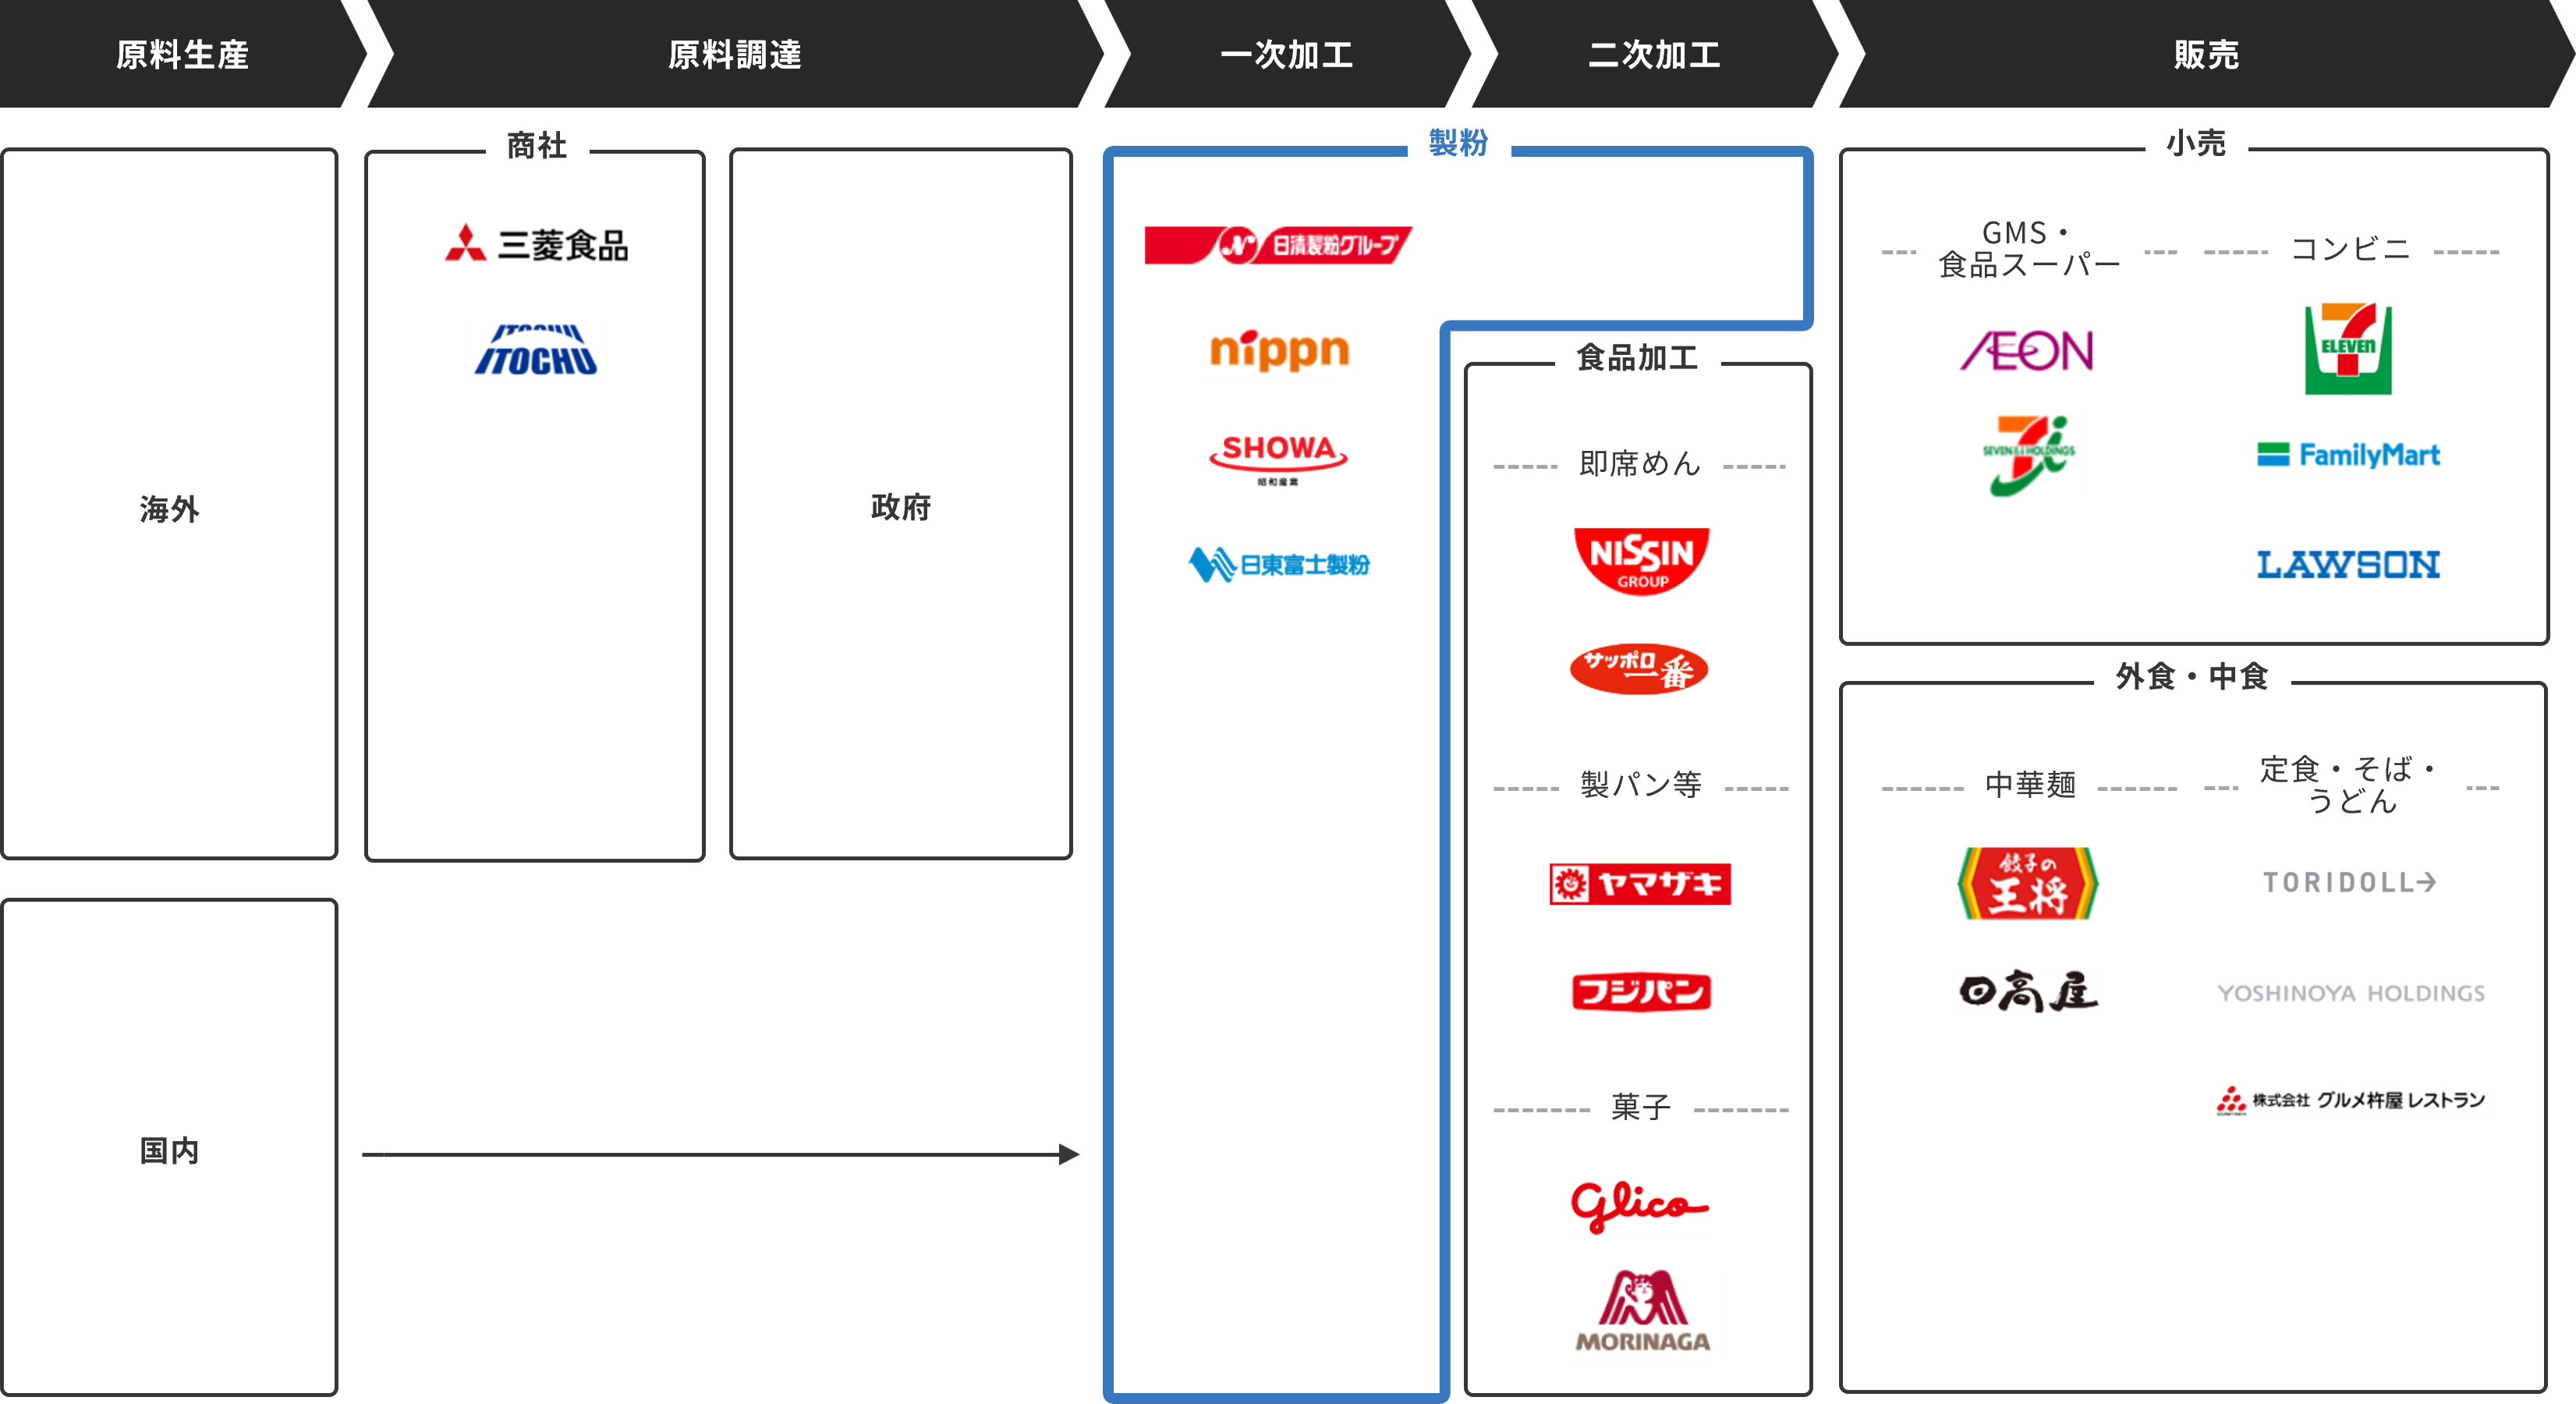 原料生産
原料調達
一次加工
二次加工
販売
海外
国内
商社
三菱食品
ITOCHU
政府
製粉
日清製粉グループ
nippn
SHOWA
昭和産業
日東富士製粉
食品加工
即席めん
NISSIN
GROUP
サッポロ
一番
製パン等
ヤマザキ
フジパン
菓子
Glico
MORINAGA
小売
GMS・
食品スーパー
ÆON
SEVEN & i HOLDINGS
コンビニ
7
ELEVEn
FamilyMart
LAWSON
外食・中食
中華麺
餃子の
王将
日高屋
定食・そば・
うどん
TORIDOLL
YOSHINOYA HOLDINGS
株式会社 グルメ杵屋レストラン